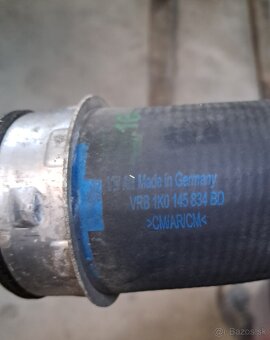 Made in Germany
VRB 1K0 145 834 BD
>CM/AR/CM<
Bazos.sk